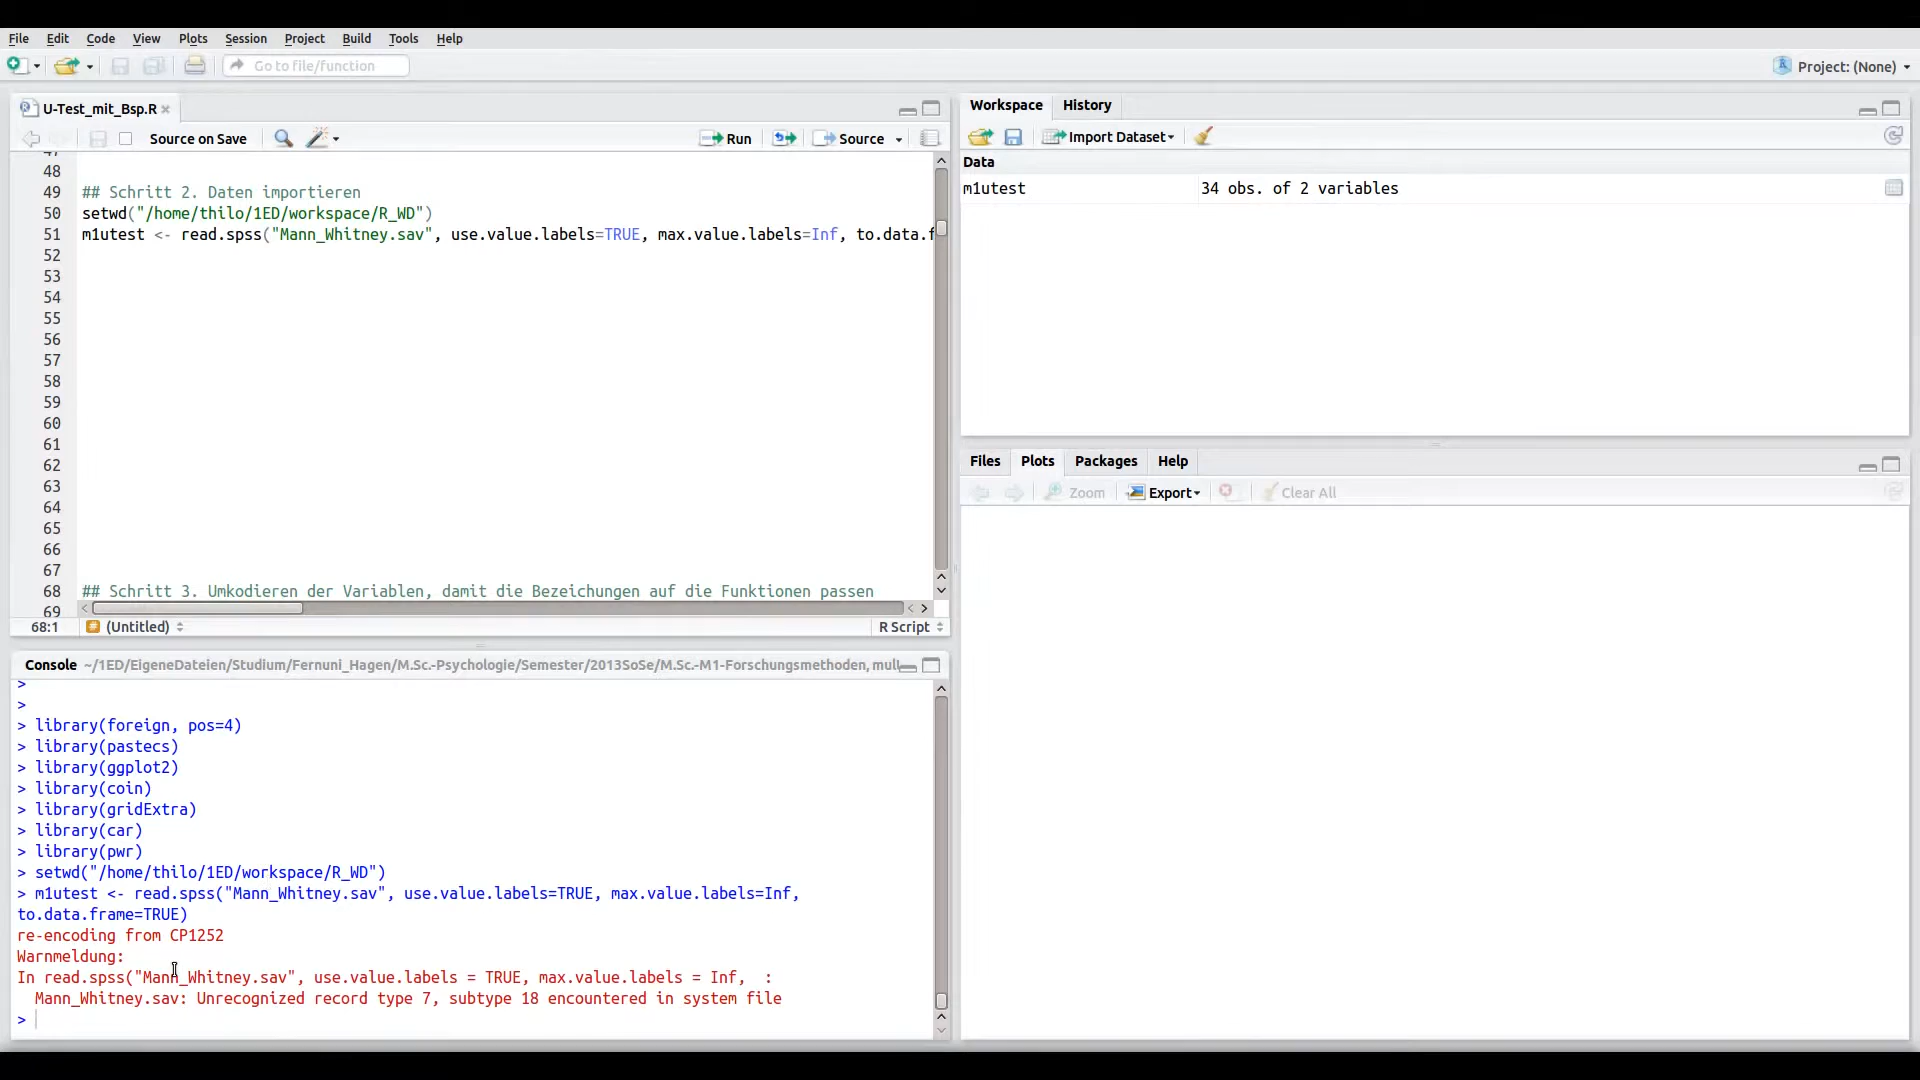 File Edit Code View Plots Session Project Build Tools Help
Go to file/function
Project: (None)
U-Test_mit_Bsp.R
Source on Save
Run
Source
48
49 ## Schritt 2. Daten importieren
50 setwd("/home/thilo/1ED/workspace/R_WD")
51 m1utest <- read.spss("Mann_Whitney.sav", use.value.labels=TRUE, max.value.labels=Inf, to.data.f
52
53
54
55
56
57
58
59
60
61
62
63
64
65
66
67
68 ## Schritt 3. Umkodieren der Variablen, damit die Bezeichungen auf die Funktionen passen
69
68:1 (Untitled) R Script
Console ~/1ED/EigeneDateien/Studium/Fernuni_Hagen/M.Sc.-Psychologie/Semester/2013SoSe/M.Sc.-M1-Forschungsmethoden, mul
>
>
> library(foreign, pos=4)
> library(pastecs)
> library(ggplot2)
> library(coin)
> library(gridExtra)
> library(car)
> library(pwr)
> setwd("/home/thilo/1ED/workspace/R_WD")
> m1utest <- read.spss("Mann_Whitney.sav", use.value.labels=TRUE, max.value.labels=Inf,
to.data.frame=TRUE)
re-encoding from CP1252
Warnmeldung:
In read.spss("Mann_Whitney.sav", use.value.labels = TRUE, max.value.labels = Inf,  :
Mann_Whitney.sav: Unrecognized record type 7, subtype 18 encountered in system file
>
Workspace History
Import Dataset
Data
m1utest 34 obs. of 2 variables
Files Plots Packages Help
Zoom Export Clear All